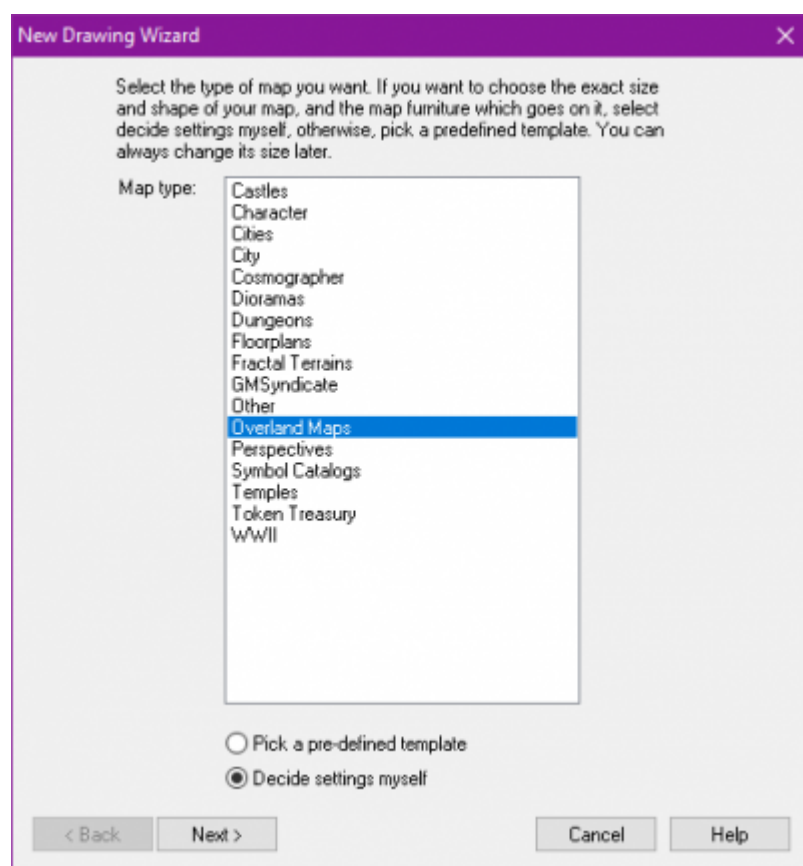 New Drawing Wizard
Select the type of map you want. If you want to choose the exact size
and shape of your map, and the map furniture which goes on it, select
decide settings myself, otherwise, pick a predefined template. You can
always change its size later.
Map type:
Castles
Character
Cities
City
Cosmographer
Dioramas
Dungeons
Floorplans
Fractal Terrains
GMSyndicate
Other
Overland Maps
Perspectives
Symbol Catalogs
Temples
Token Treasury
WWII
Pick a pre-defined template
Decide settings myself
< Back Next > Cancel Help